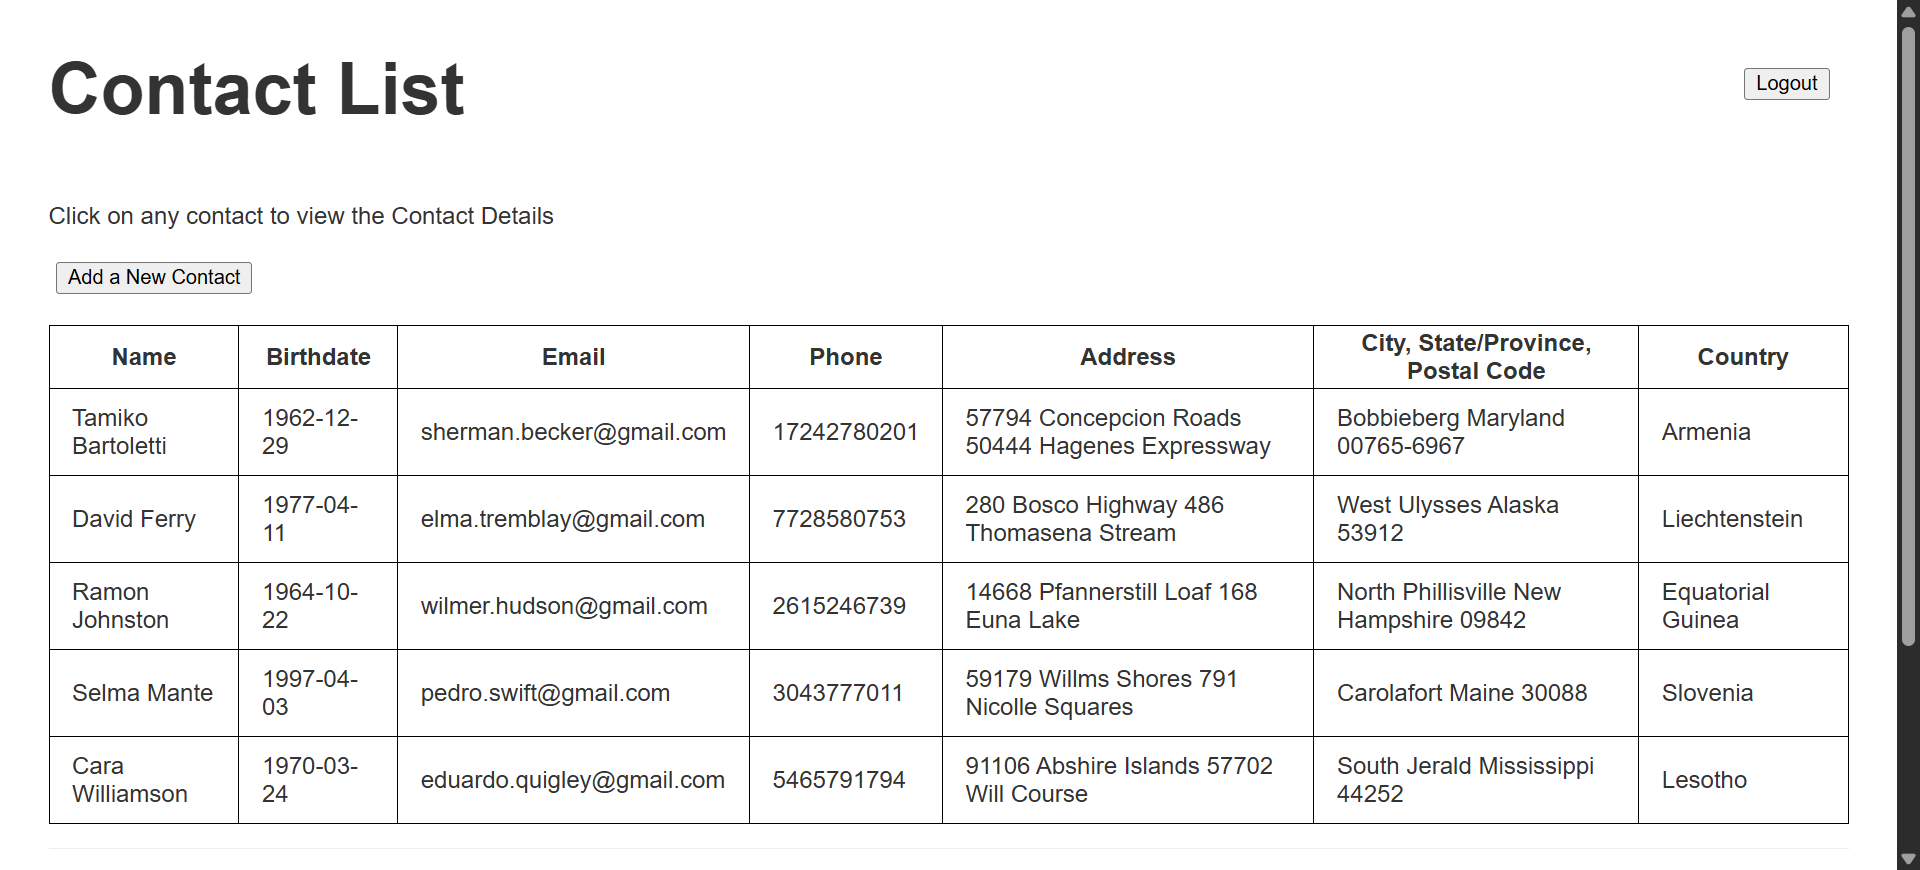 Contact List
Logout
Click on any contact to view the Contact Details
Add a New Contact
Name Birthdate Email Phone Address City, State/Province, Postal Code Country
Tamiko Bartoletti 1962-12-29 sherman.becker@gmail.com 17242780201 57794 Concepcion Roads 50444 Hagenes Expressway Bobbieberg Maryland 00765-6967 Armenia
David Ferry 1977-04-11 elma.tremblay@gmail.com 7728580753 280 Bosco Highway 486 Thomasena Stream West Ulysses Alaska 53912 Liechtenstein
Ramon Johnston 1964-10-22 wilmer.hudson@gmail.com 2615246739 14668 Pfannerstill Loaf 168 Euna Lake North Phillisville New Hampshire 09842 Equatorial Guinea
Selma Mante 1997-04-03 pedro.swift@gmail.com 3043777011 59179 Willms Shores 791 Nicolle Squares Carolafort Maine 30088 Slovenia
Cara Williamson 1970-03-24 eduardo.quigley@gmail.com 5465791794 91106 Abshire Islands 57702 Will Course South Jerald Mississippi 44252 Lesotho